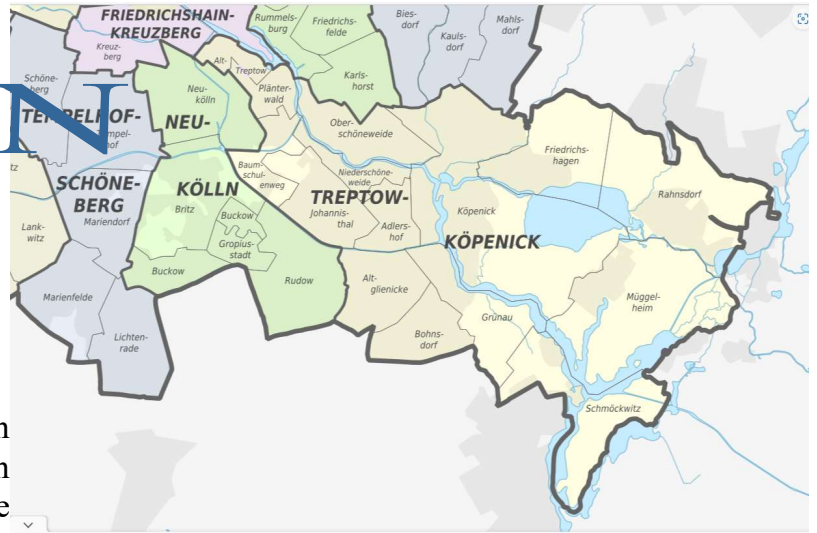 FRIEDRICHSHAIN-
KREUZBERG
Kreuz-
berg
Rummels-
burg
Friedrichs-
felde
Bies-
dorf
Kauls-
dorf
Mahls-
dorf
Karls-
horst
Schöne-
berg
TEMPELHOF-
SCHÖNE-
BERG
Mariendorf
Lank-
witz
Marienfelde
Lichten-
rade
N
Alt-
Treptow
Neu-
kölln
NEU-
KÖLLN
Britz
Buckow
Gropius-
stadt
Buckow
Rudow
Plänter-
wald
Baum-
schul-
enweg
Ober-
schöneweide
Niederschöne-
weide
TREPTOW-
Johannis-
thal
Adlers-
hof
Köpenick
KÖPENICK
Alt-
glienicke
Bohns-
dorf
Grünau
Friedrichs-
hagen
Rahnsdorf
Müggel-
heim
Schmöckwitz
n
n
e